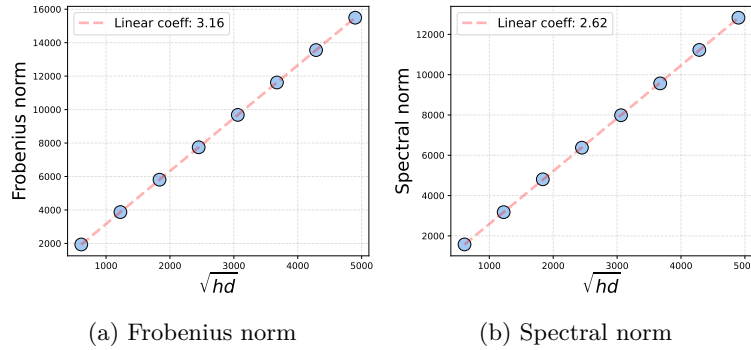 Frobenius norm
16000
14000
12000
10000
8000
6000
4000
2000
Linear coeff: 3.16
1000 2000 3000 4000 5000
√hd
(a) Frobenius norm
Spectral norm
12000
10000
8000
6000
4000
2000
Linear coeff: 2.62
1000 2000 3000 4000 500
√hd
(b) Spectral norm